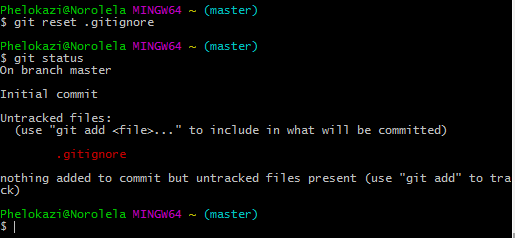 Phelokazi@Norolela MINGW64 ~ (master)
$ git reset .gitignore
Phelokazi@Norolela MINGW64 ~ (master)
$ git status
On branch master
Initial commit
Untracked files:
(use "git add <file>..." to include in what will be committed)
.gitignore
nothing added to commit but untracked files present (use "git add" to tra
ck)
Phelokazi@Norolela MINGW64 ~ (master)
$